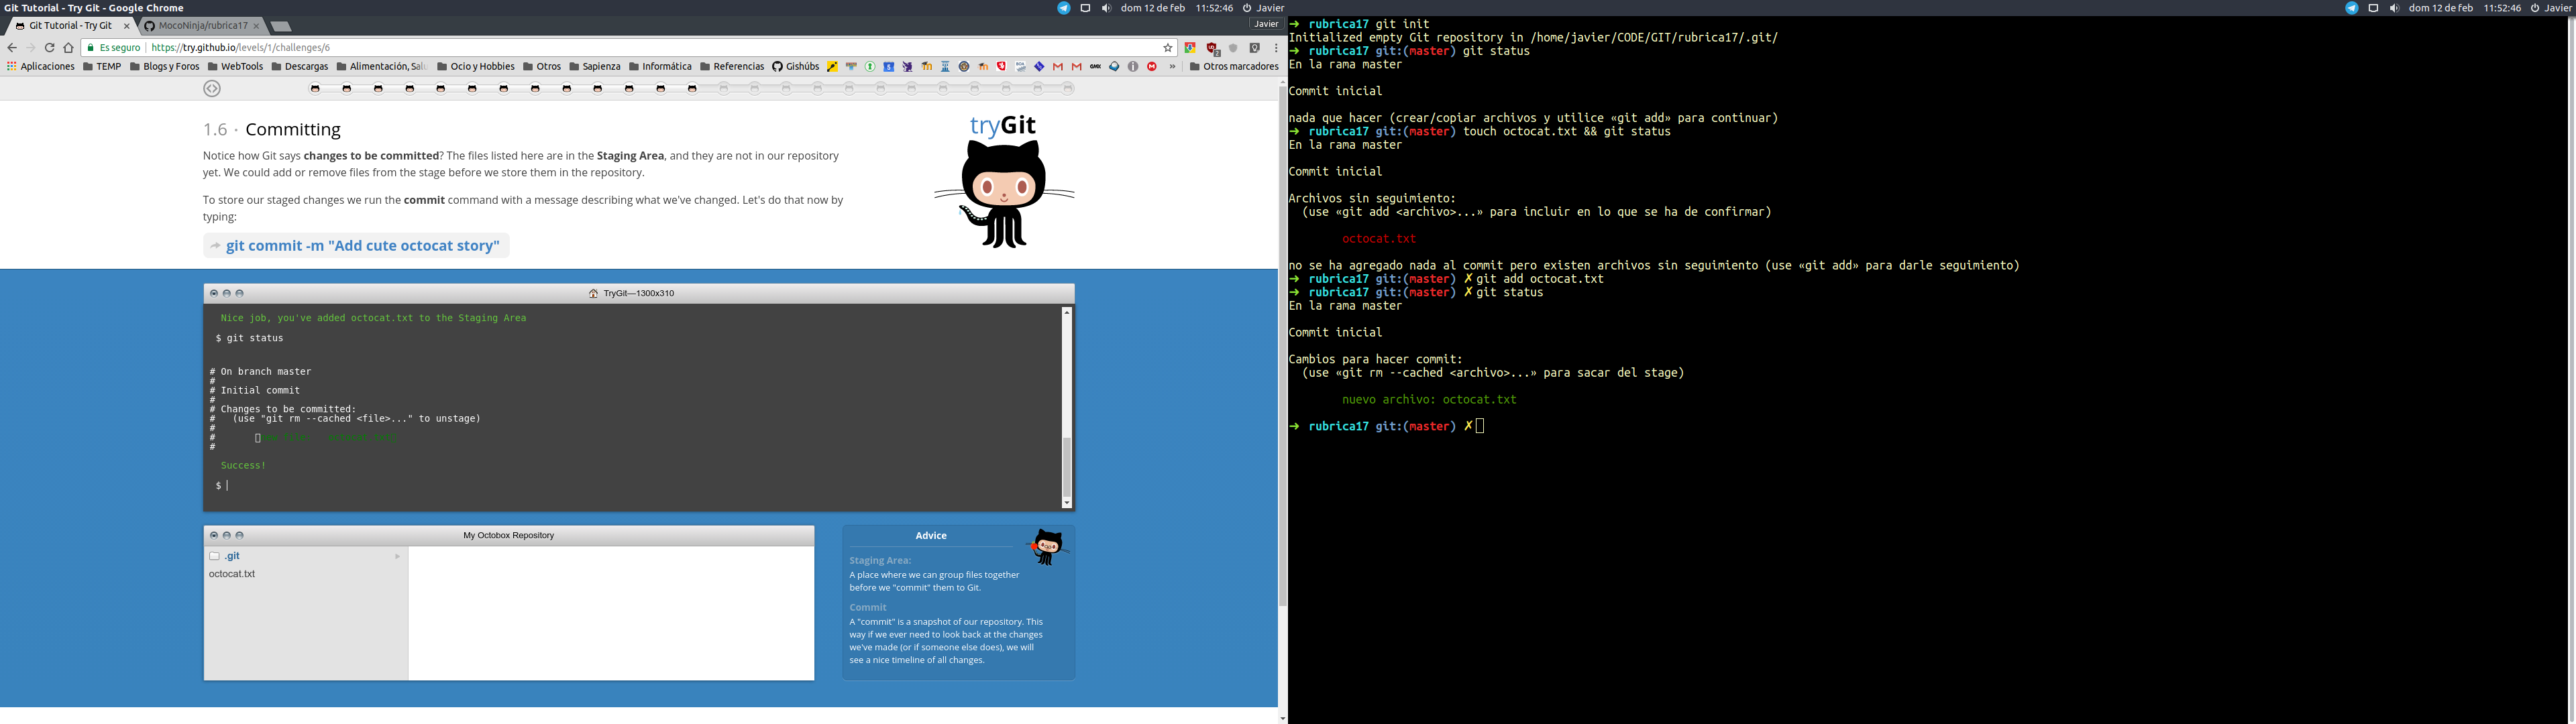 Git Tutorial - Try Git - Google Chrome
dom 12 de feb 11:52:46 Javier
Git Tutorial - Try Git
MocoNinja/rubrica17
Javier
Es seguro https://try.github.io/levels/1/challenges/6
Aplicaciones TEMP Blogs y Foros WebTools Descargas Alimentación, Salu Ocio y Hobbies Otros Sapienza Informática Referencias Gishúbs » Otros marcadores
1.6 · Committing
tryGit
Notice how Git says changes to be committed? The files listed here are in the Staging Area, and they are not in our repository
yet. We could add or remove files from the stage before we store them in the repository.
To store our staged changes we run the commit command with a message describing what we've changed. Let's do that now by
typing:
git commit -m "Add cute octocat story"
TryGit—1300x310
Nice job, you've added octocat.txt to the Staging Area
$ git status
# On branch master
#
# Initial commit
#
# Changes to be committed:
#   (use "git rm --cached <file>..." to unstage)
#
# new file: octocat.txt
#
Success!
$
My Octobox Repository
.git
octocat.txt
Advice
Staging Area:
A place where we can group files together
before we "commit" them to Git.
Commit
A "commit" is a snapshot of our repository. This
way if we ever need to look back at the changes
we've made (or if someone else does), we will
see a nice timeline of all changes.
dom 12 de feb 11:52:46 Javier
➜ rubrica17 git init
Initialized empty Git repository in /home/javier/CODE/GIT/rubrica17/.git/
➜ rubrica17 git:(master) git status
En la rama master
Commit inicial
nada que hacer (crear/copiar archivos y utilice «git add» para continuar)
➜ rubrica17 git:(master) touch octocat.txt && git status
En la rama master
Commit inicial
Archivos sin seguimiento:
(use «git add <archivo>...» para incluir en lo que se ha de confirmar)
octocat.txt
no se ha agregado nada al commit pero existen archivos sin seguimiento (use «git add» para darle seguimiento)
➜ rubrica17 git:(master) ✗ git add octocat.txt
➜ rubrica17 git:(master) ✗ git status
En la rama master
Commit inicial
Cambios para hacer commit:
(use «git rm --cached <archivo>...» para sacar del stage)
nuevo archivo: octocat.txt
➜ rubrica17 git:(master) ✗